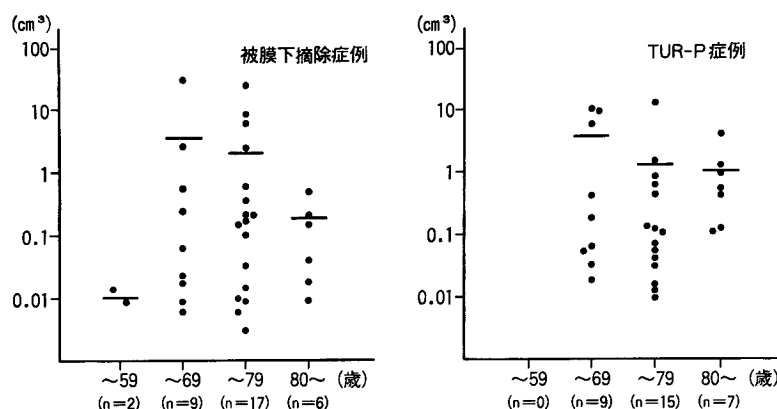 (cm³)
被膜下摘除症例
100
10
1
0.1
0.01
〜59 〜69 〜79 80〜 (歳)
(n=2) (n=9) (n=17) (n=6)
(cm³)
TUR-P症例
100
10
1
0.1
0.01
〜59 〜69 〜79 80〜 (歳)
(n=0) (n=9) (n=15) (n=7)